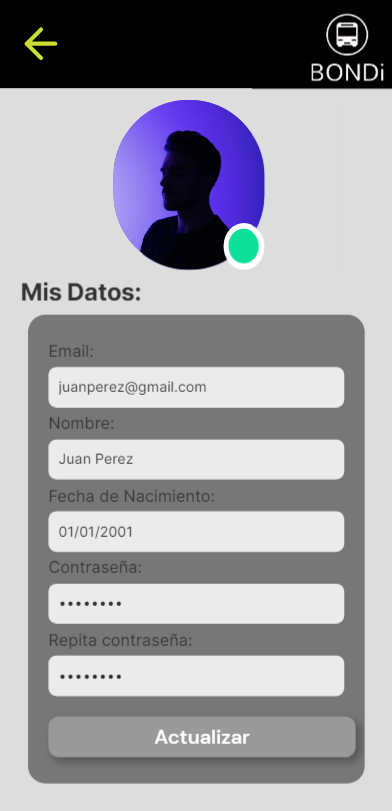 BONDi
Mis Datos:
Email:
juanperez@gmail.com
Nombre:
Juan Perez
Fecha de Nacimiento:
01/01/2001
Contraseña:
••••••••
Repita contraseña:
••••••••
Actualizar